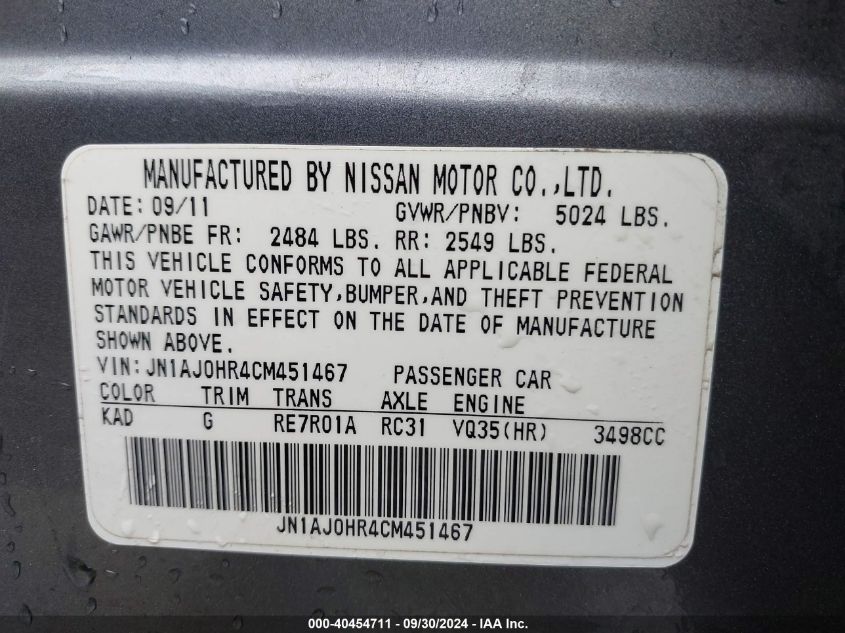 MANUFACTURED BY NISSAN MOTOR CO.,LTD.
DATE: 09/11 GVWR/PNBV: 5024 LBS.
GAWR/PNBE FR: 2484 LBS. RR: 2549 LBS.
THIS VEHICLE CONFORMS TO ALL APPLICABLE FEDERAL
MOTOR VEHICLE SAFETY,BUMPER,AND THEFT PREVENTION
STANDARDS IN EFFECT ON THE DATE OF MANUFACTURE
SHOWN ABOVE.
VIN:JN1AJ0HR4CM451467 PASSENGER CAR
COLOR TRIM TRANS AXLE ENGINE
KAD G RE7R01A RC31 VQ35(HR) 3498CC
JN1AJ0HR4CM451467
000-40454711 - 09/30/2024 - IAA Inc.